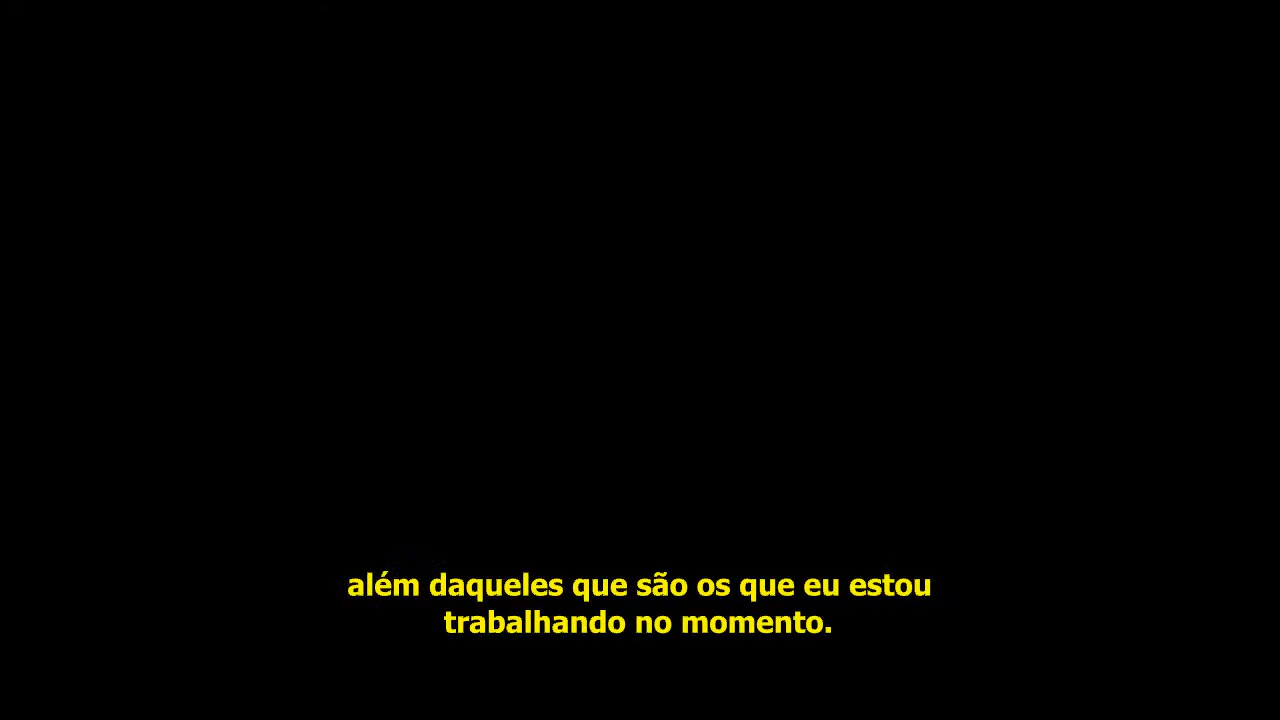 além daqueles que são os que eu estou
trabalhando no momento.